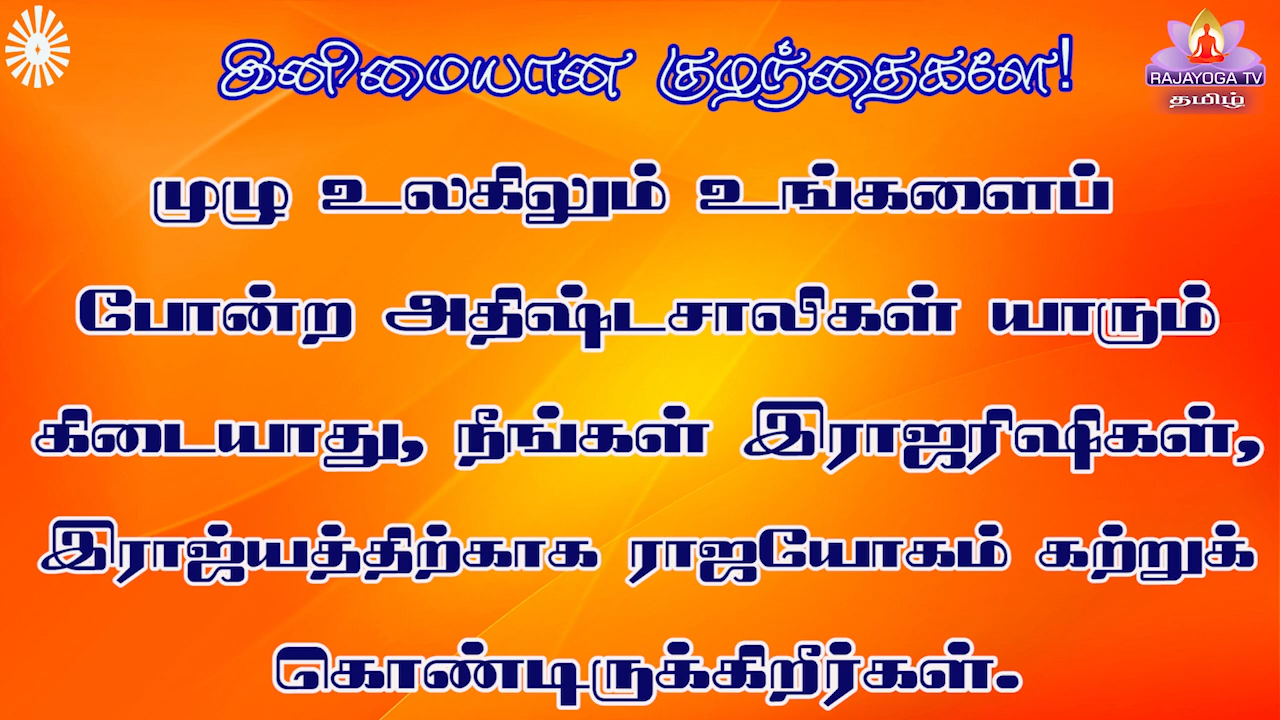 இனிமையான குழந்தைகளே!
RAJAYOGA TV
தமிழ்
முழு உலகிலும் உங்களைப்
போன்ற அதிஷ்டசாலிகள் யாரும்
கிடையாது, நீங்கள் இராஜரிஷிகள்,
இராஜ்யத்திற்காக ராஜயோகம் கற்றுக்
கொண்டிருக்கிறீர்கள்.